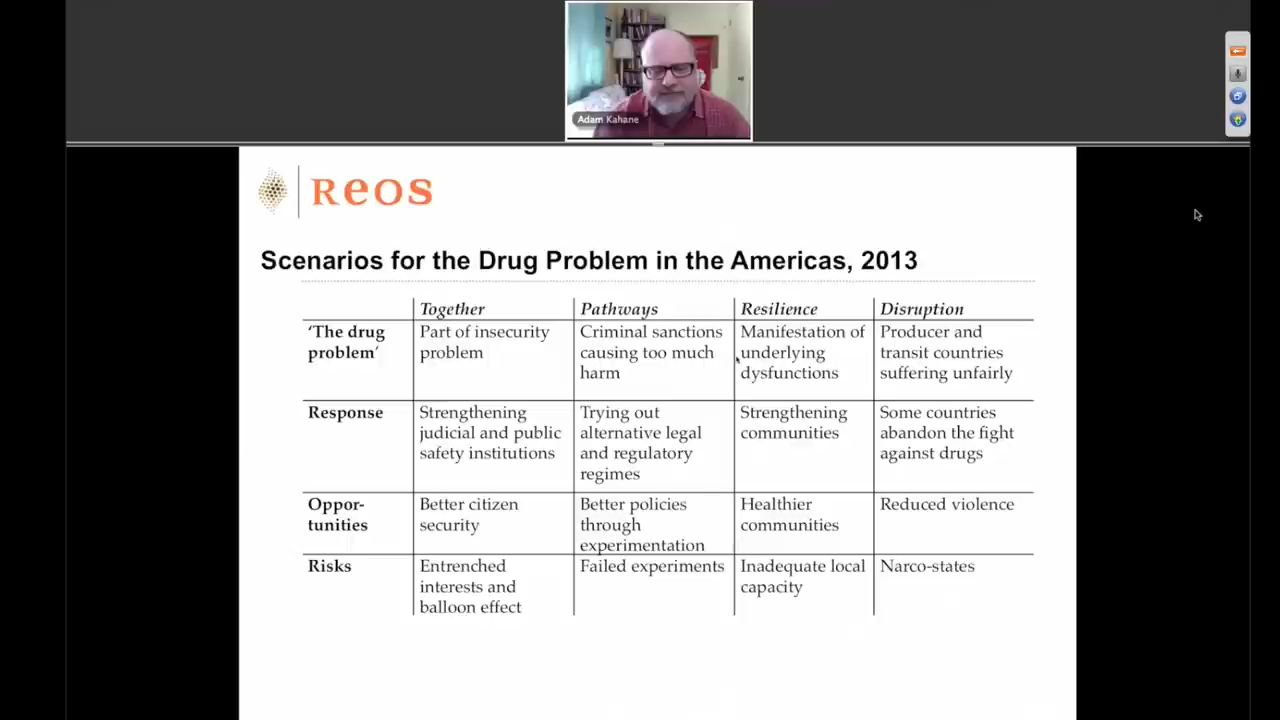 Adam Kahane
REOS
Scenarios for the Drug Problem in the Americas, 2013
Together Pathways Resilience Disruption
'The drug problem' Part of insecurity problem Criminal sanctions causing too much harm Manifestation of underlying dysfunctions Producer and transit countries suffering unfairly
Response Strengthening judicial and public safety institutions Trying out alternative legal and regulatory regimes Strengthening communities Some countries abandon the fight against drugs
Oppor-tunities Better citizen security Better policies through experimentation Healthier communities Reduced violence
Risks Entrenched interests and balloon effect Failed experiments Inadequate local capacity Narco-states